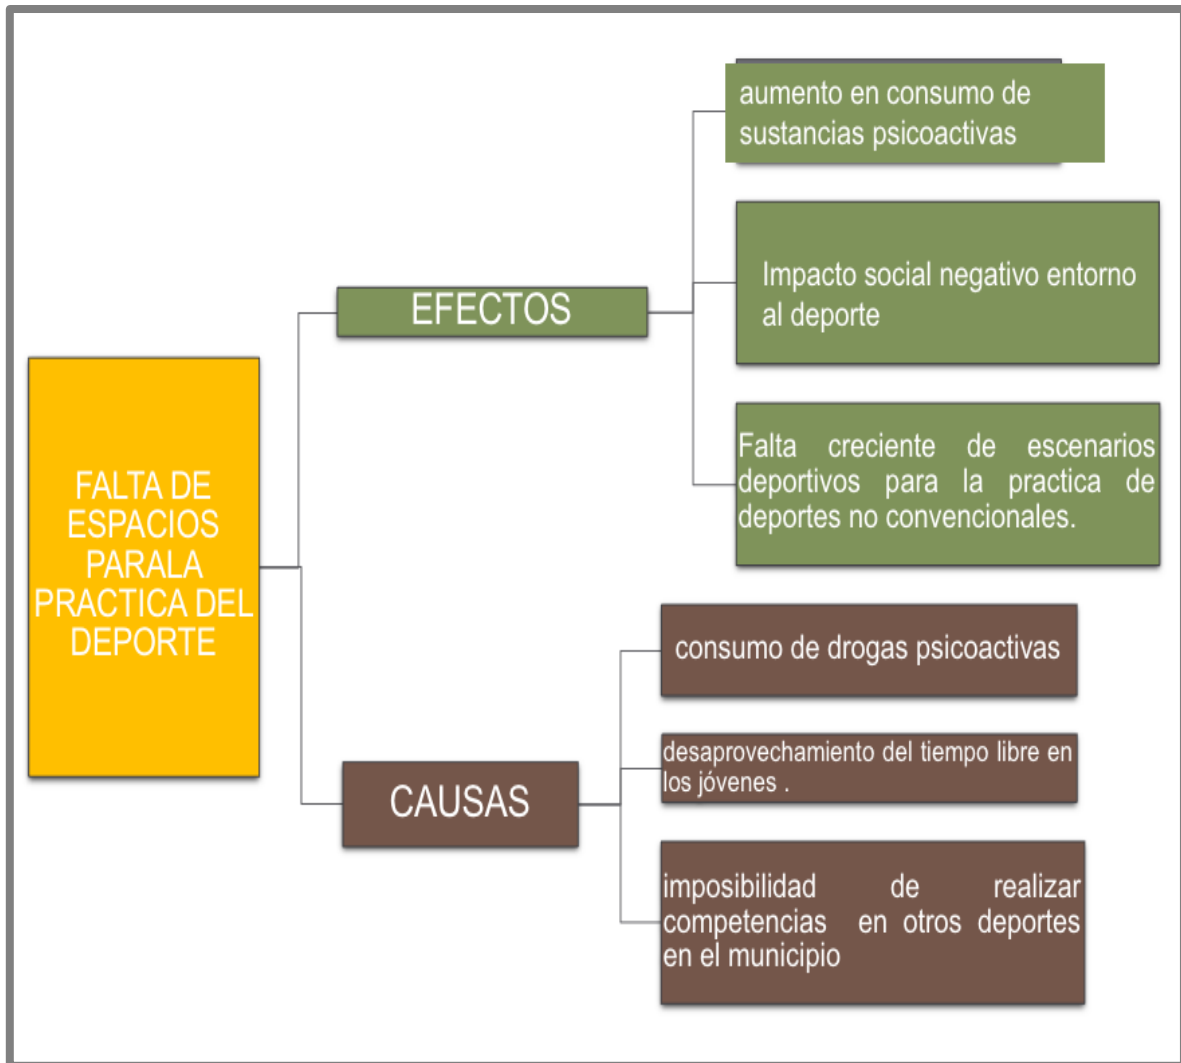 FALTA DE
ESPACIOS
PARALA
PRACTICA DEL
DEPORTE
EFECTOS
aumento en consumo de
sustancias psicoactivas
Impacto social negativo entorno
al deporte
Falta creciente de escenarios
deportivos para la practica de
deportes no convencionales.
CAUSAS
consumo de drogas psicoactivas
desaprovechamiento del tiempo libre en
los jóvenes .
imposibilidad de realizar
competencias en otros deportes
en el municipio